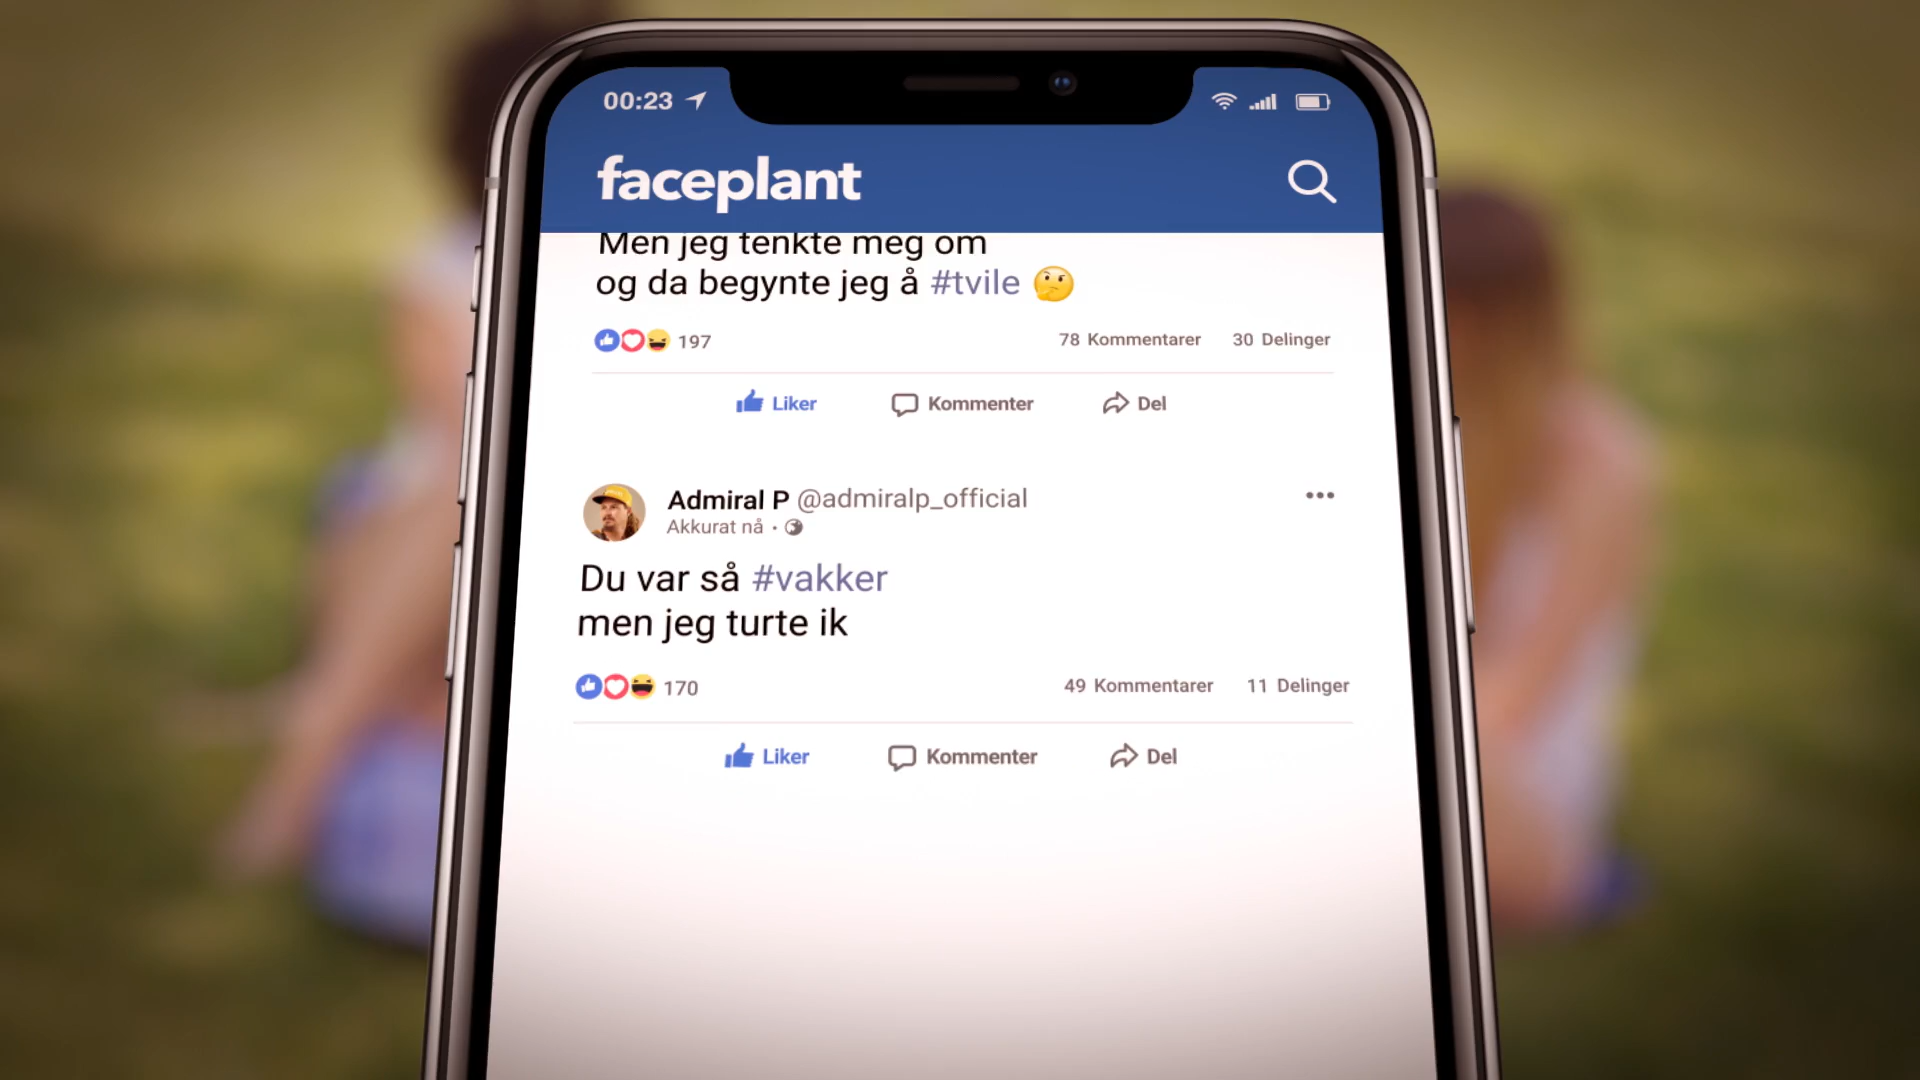 00:23
faceplant
Men jeg tenkte meg om
og da begynte jeg å #tvile
197 78 Kommentarer 30 Delinger
Liker Kommenter Del
Admiral P @admiralp_official
Akkurat nå
Du var så #vakker
men jeg turte ik
170 49 Kommentarer 11 Delinger
Liker Kommenter Del